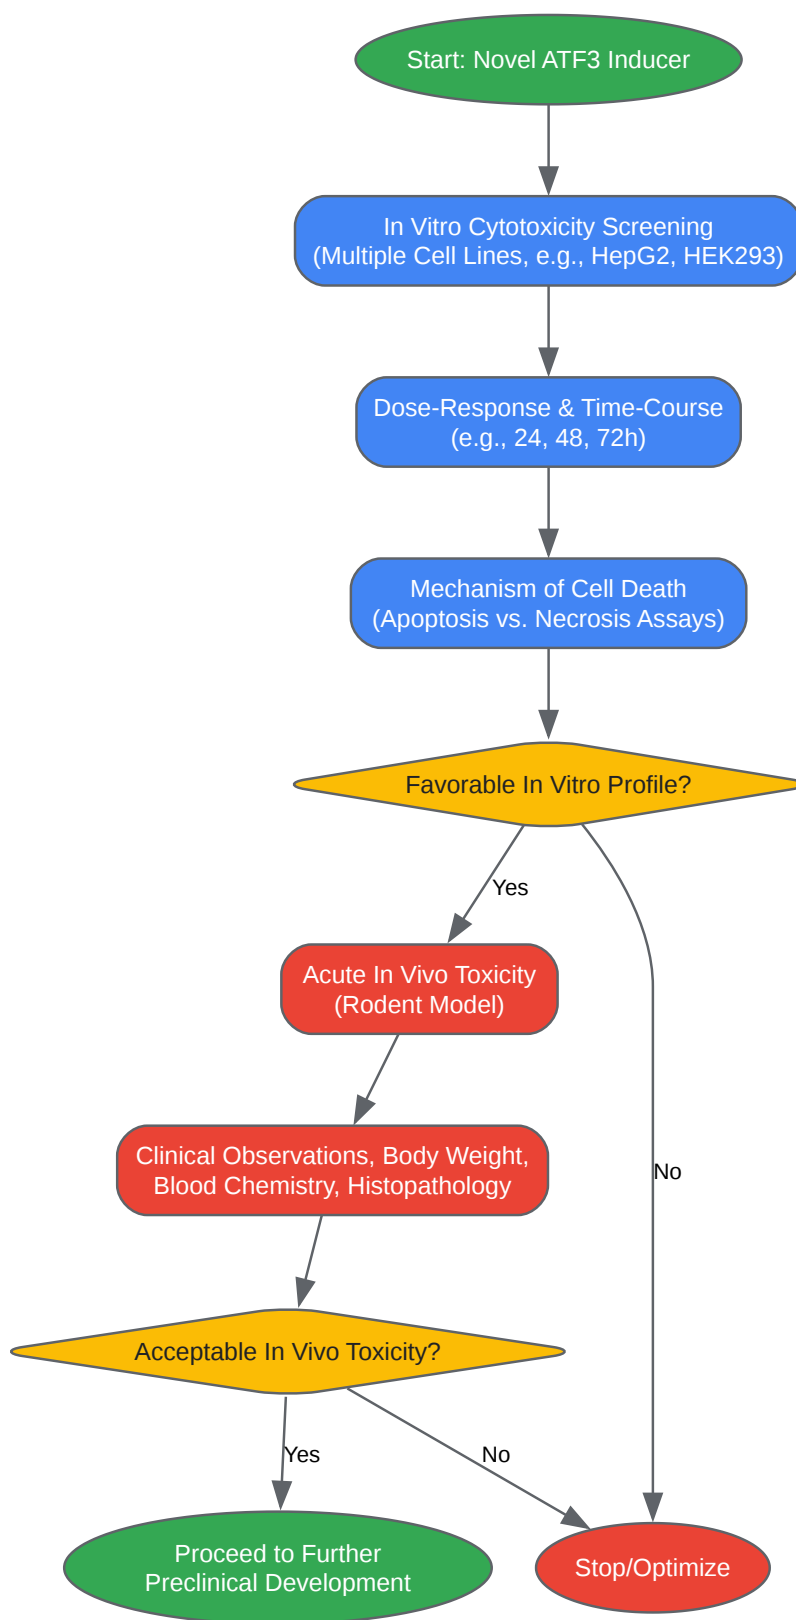 Start: Novel ATF3 Inducer
In Vitro Cytotoxicity Screening
(Multiple Cell Lines, e.g., HepG2, HEK293)
Dose-Response & Time-Course
(e.g., 24, 48, 72h)
Mechanism of Cell Death
(Apoptosis vs. Necrosis Assays)
Favorable In Vitro Profile?
Yes
Acute In Vivo Toxicity
(Rodent Model)
Clinical Observations, Body Weight,
Blood Chemistry, Histopathology
No
Acceptable In Vivo Toxicity?
Yes
No
Proceed to Further
Preclinical Development
Stop/Optimize